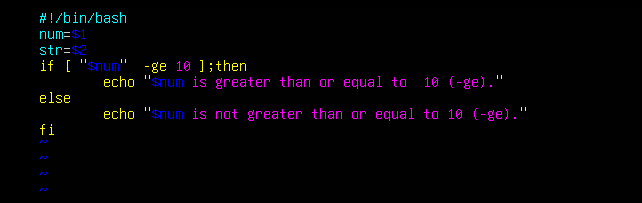 #!/bin/bash
num=$1
str=$2
if [ "$num"  -ge 10 ];then
        echo "$num is greater than or equal to  10 (-ge)."
else
        echo "$num is not greater than or equal to 10 (-ge)."
fi
~
~
~
~